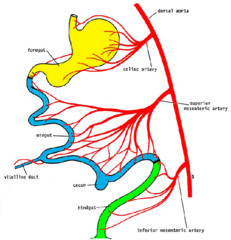 dorsal aorta
foregut
celiac artery
superior
mesenteric artery
midgut
vitelline duct
cecum
hindgut
inferior mesenteric artery